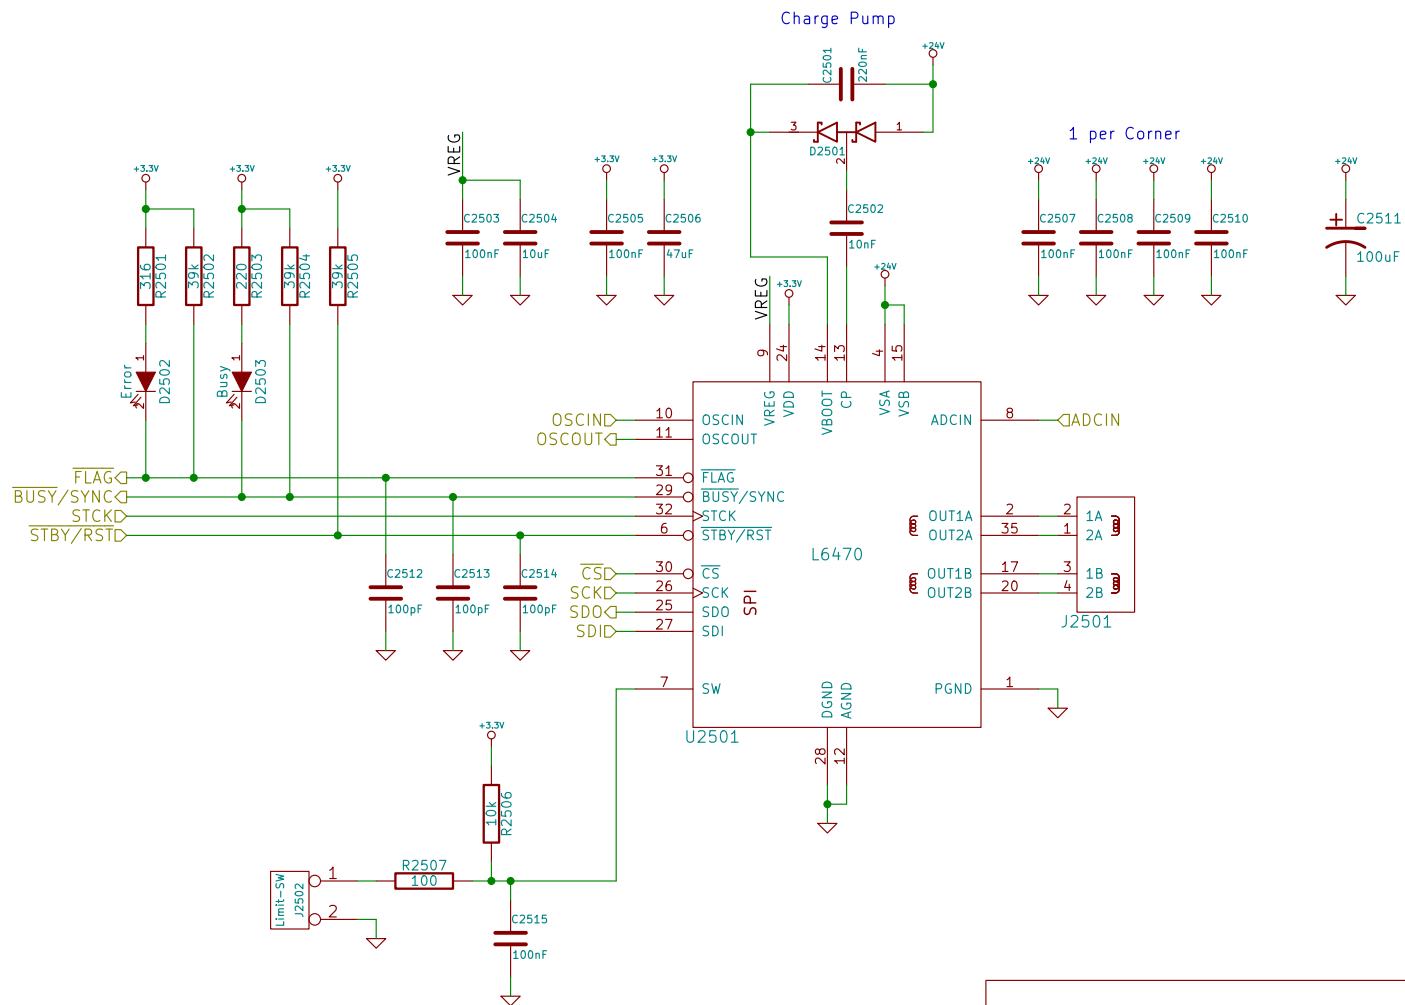 Charge Pump
C2501
220nF
+24V
3
1
D2501
2
1 per Corner
VREG
+3.3V
+3.3V
+3.3V
+3.3V
+3.3V
+24V
+24V
+24V
+24V
+24V
C2503
100nF
C2504
10uF
C2505
100nF
C2506
47uF
C2502
10nF
C2507
100nF
C2508
100nF
C2509
100nF
C2510
100nF
C2511
100uF
316
R2501
39k
R2502
220
R2503
39k
R2504
39k
R2505
VREG
+3.3V
+24V
Error
1
2
D2502
Busy
1
2
D2503
9
24
14
13
4
15
VREG
VDD
VBOOT
CP
VSA
VSB
OSCIN
10
OSCIN
OSCOUT
11
OSCOUT
ADCIN
8
ADCIN
FLAG
31
FLAG
BUSY/SYNC
29
BUSY/SYNC
STCK
32
STCK
STBY/RST
6
STBY/RST
L6470
OUT1A
2
2
1A
OUT2A
35
1
2A
OUT1B
17
3
1B
OUT2B
20
4
2B
J2501
C2512
100pF
C2513
100pF
C2514
100pF
CS
30
CS
SCK
26
SCK
SDO
25
SDO
SDI
27
SDI
SPI
7
SW
PGND
1
DGND
AGND
U2501
28
12
+3.3V
10k
R2506
Limit-SW
J2502
1
2
R2507
100
C2515
100nF